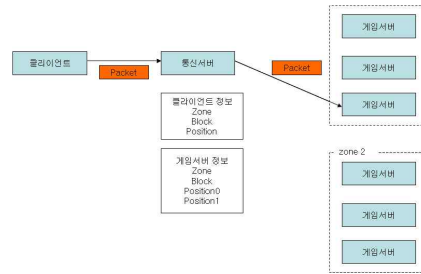 게임서버
게임서버
클라이언트
통신서버
Packet
Packet
게임서버
클라이언트 정보
Zone
Block
Position
게임서버 정보
Zone
Block
Position0
Position1
zone 2
게임서버
게임서버
게임서버